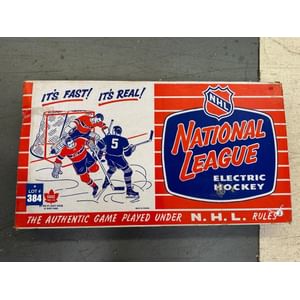 IT'S FAST! IT'S REAL!
NHL
NATIONAL
LEAGUE
ELECTRIC
HOCKEY
5
LOT #
384
THE AUTHENTIC GAME PLAYED UNDER N.H.L. RULES